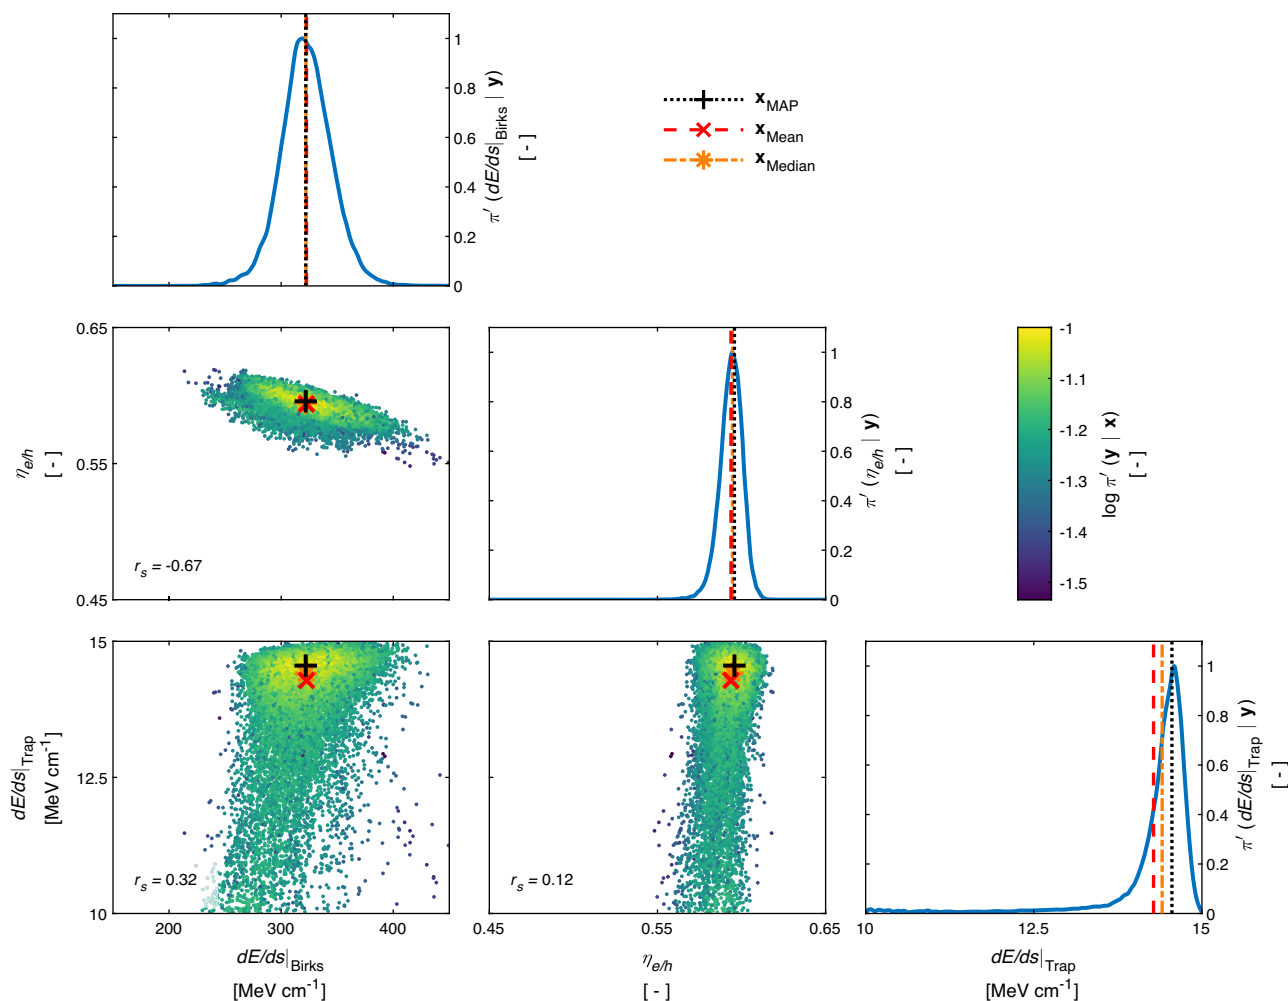 1
0.8
0.6
0.4
0.2
0
π′ (dE/ds|Birks | y)
[ - ]
xMAP
xMean
xMedian
0.65
0.55
0.45
ηe/h
[ - ]
rs = -0.67
200
300
400
1
0.8
0.6
0.4
0.2
0
π′ (ηe/h | y)
[ - ]
-1
-1.1
-1.2
-1.3
-1.4
-1.5
log π′ (y | x)
[ - ]
15
12.5
10
dE/ds|Trap
[MeV cm-1]
rs = 0.32
200
300
400
dE/ds|Birks
[MeV cm-1]
rs = 0.12
0.45
0.55
0.65
ηe/h
[ - ]
1
0.8
0.6
0.4
0.2
0
π′ (dE/ds|Trap | y)
[ - ]
10
12.5
15
dE/ds|Trap
[MeV cm-1]